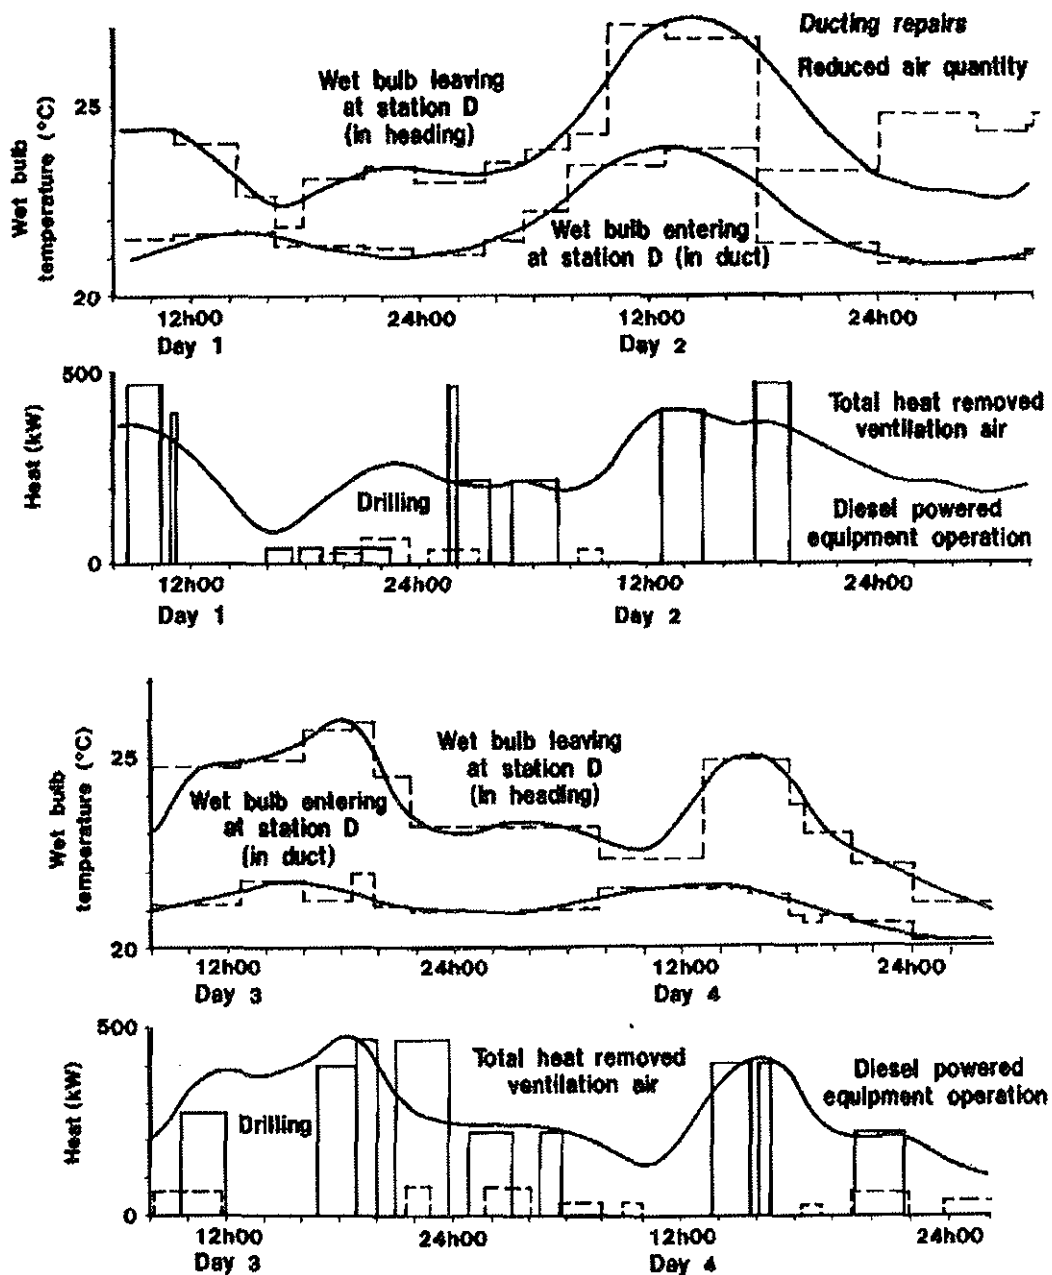 Ducting repairs
Reduced air quantity
Wet bulb leaving
at station D
(in heading)
25
Wet bulb
temperature (°C)
Wet bulb entering
at station D (in duct)
20
12h00
24h00
12h00
24h00
Day 1
Day 2
500
Total heat removed
ventilation air
Heat (kW)
Drilling
Diesel powered
equipment operation
0
12h00
24h00
12h00
24h00
Day 1
Day 2
25
Wet bulb leaving
at station D
(in heading)
Wet bulb
temperature (°C)
Wet bulb entering
at station D
(in duct)
20
12h00
24h00
12h00
24h00
Day 3
Day 4
500
Total heat removed
ventilation air
Diesel powered
equipment operation
Heat (kW)
Drilling
0
12h00
24h00
12h00
24h00
Day 3
Day 4